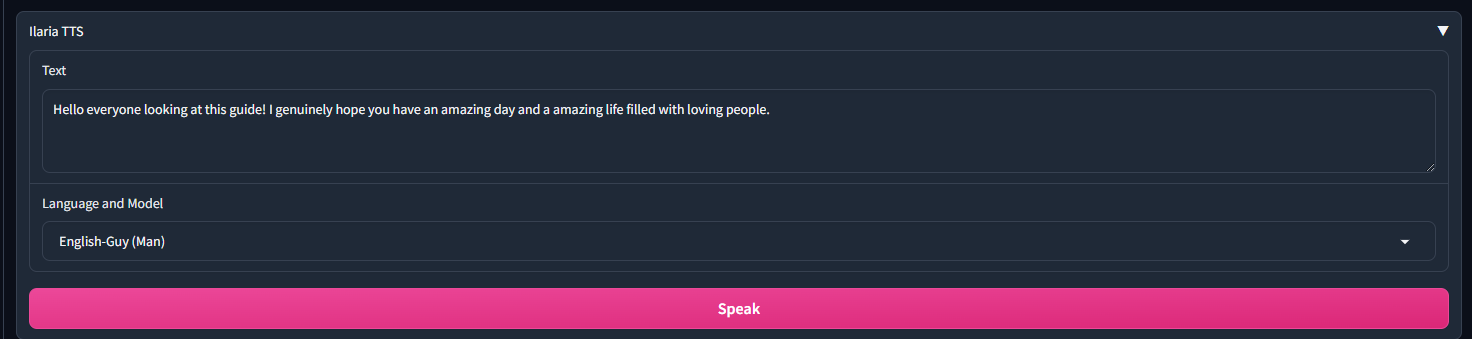 Ilaria TTS
Text
Hello everyone looking at this guide! I genuinely hope you have an amazing day and a amazing life filled with loving people.
Language and Model
English-Guy (Man)
Speak